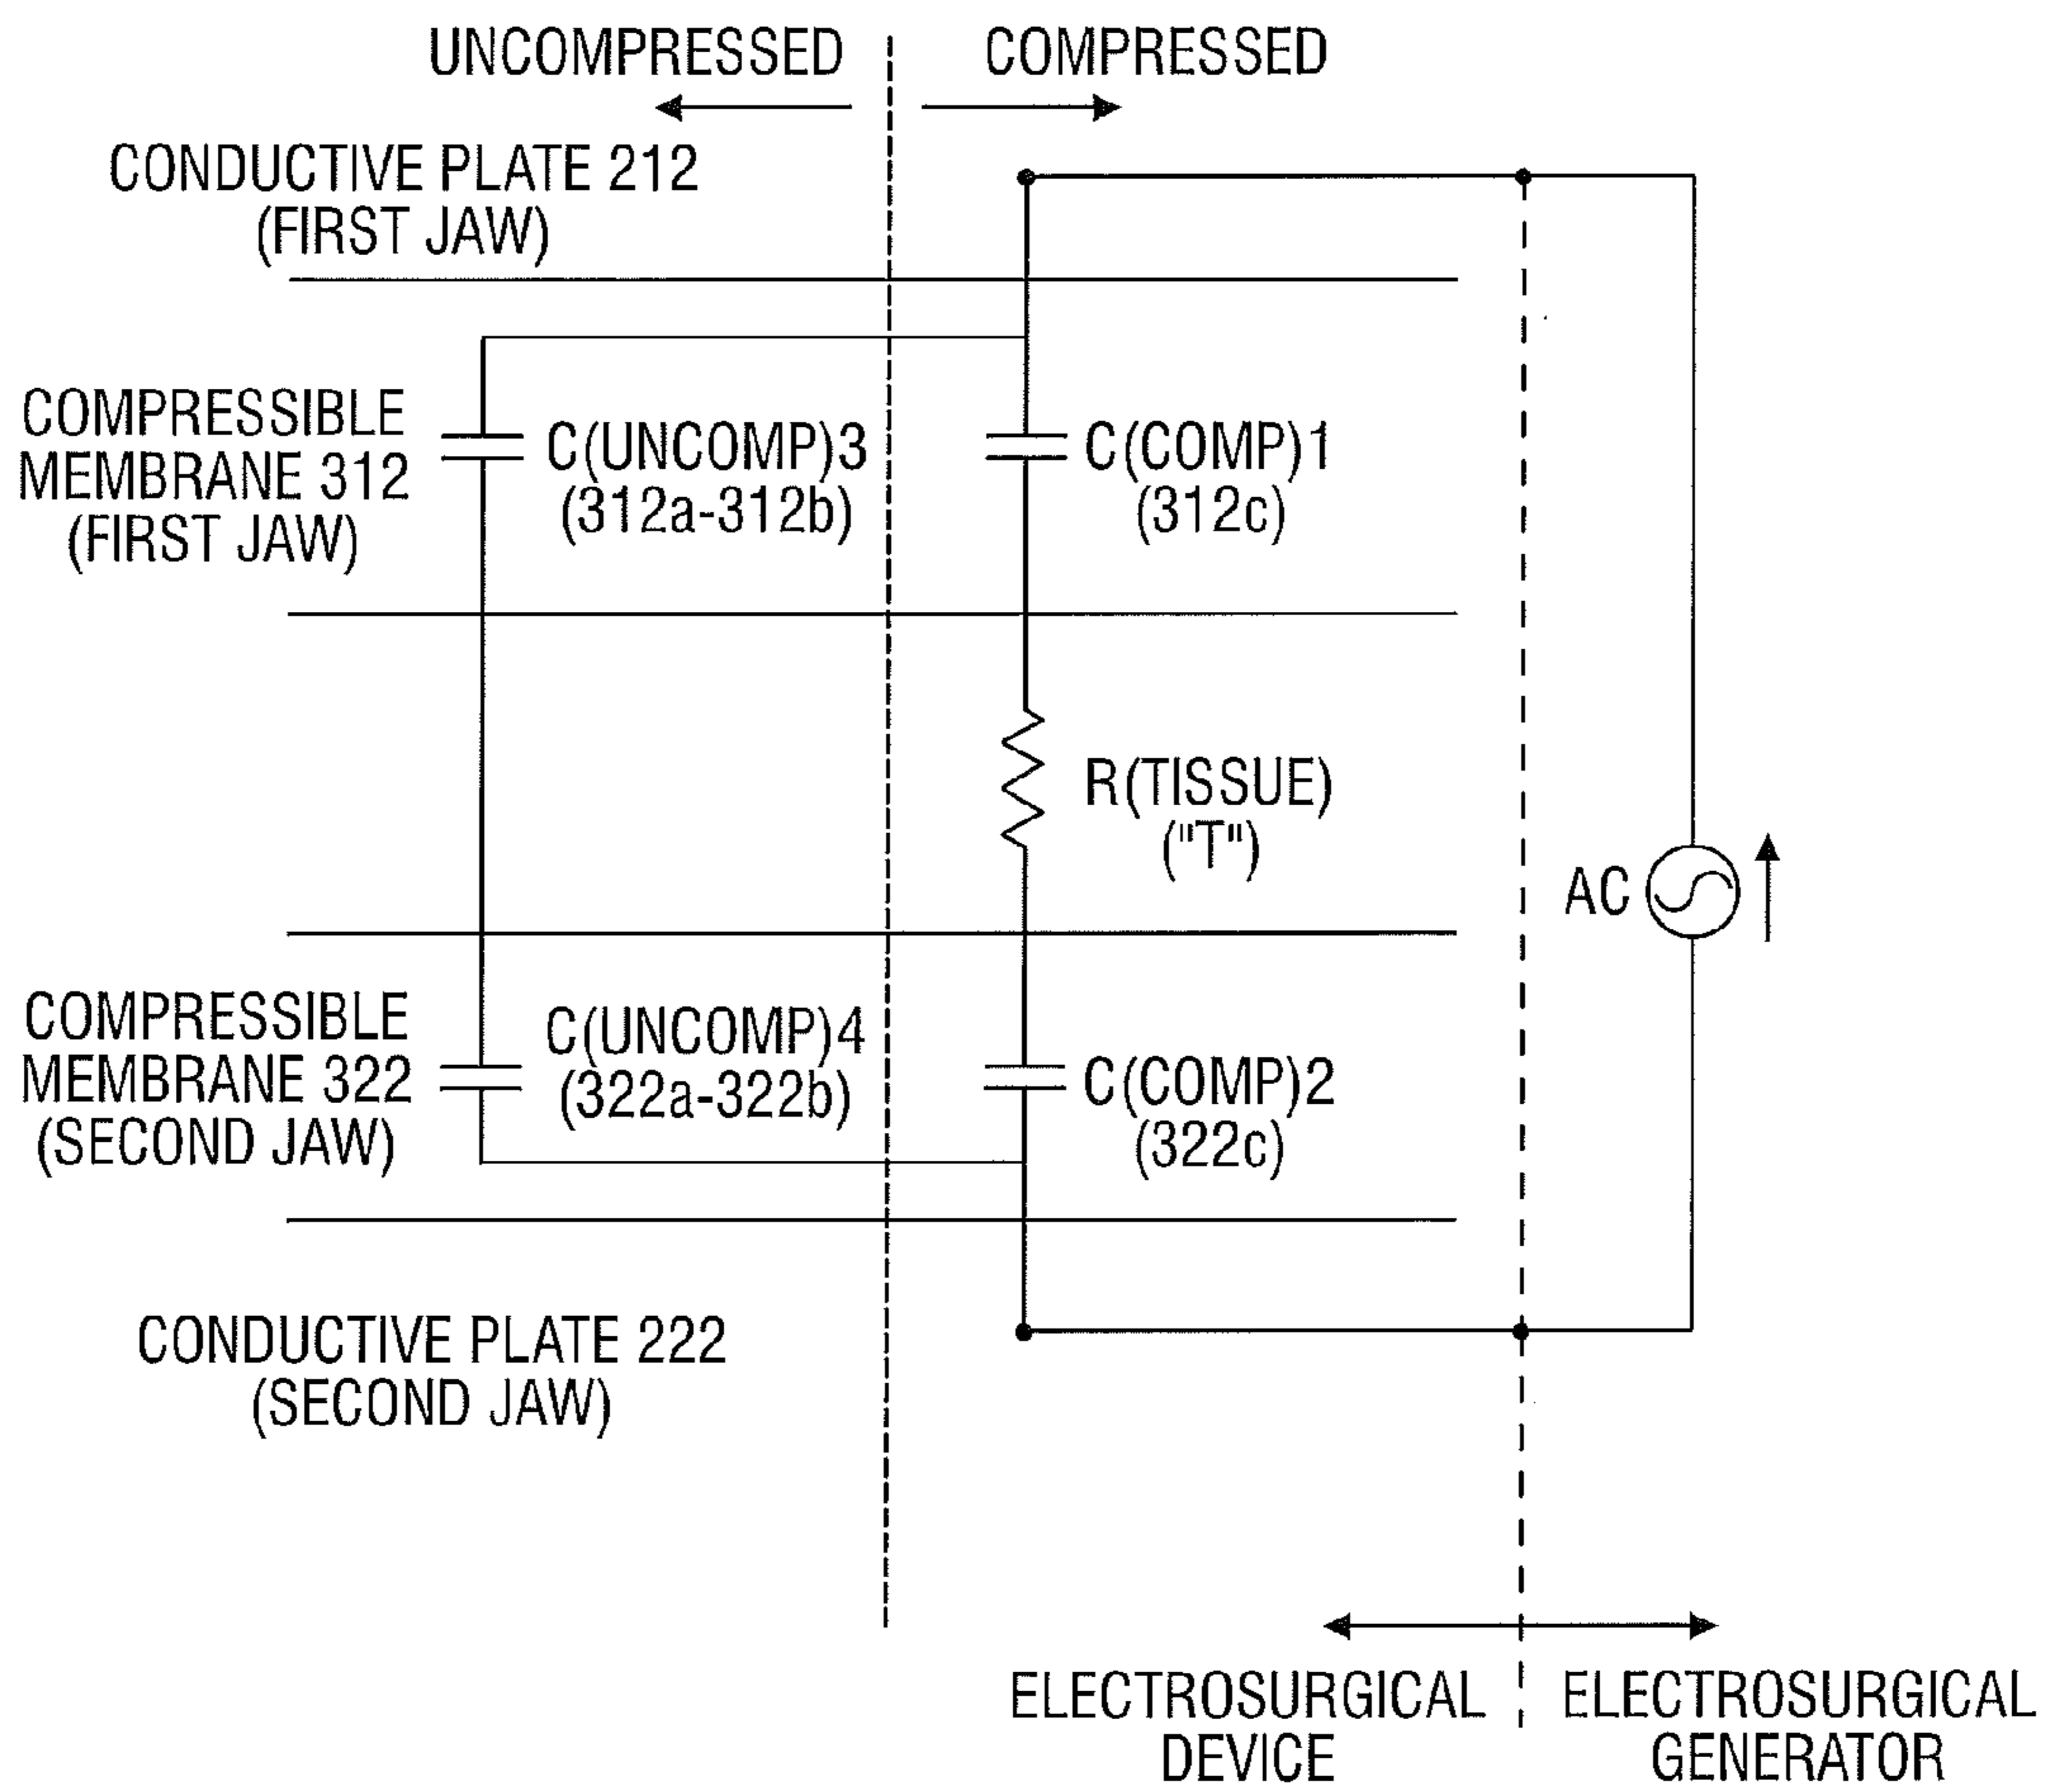 UNCOMPRESSED
COMPRESSED
CONDUCTIVE PLATE 212
(FIRST JAW)
COMPRESSIBLE
MEMBRANE 312
(FIRST JAW)
C(UNCOMP)3
(312a-312b)
C(COMP)1
(312c)
R(TISSUE)
("T")
AC
COMPRESSIBLE
MEMBRANE 322
(SECOND JAW)
C(UNCOMP)4
(322a-322b)
C(COMP)2
(322c)
CONDUCTIVE PLATE 222
(SECOND JAW)
ELECTROSURGICAL
DEVICE
ELECTROSURGICAL
GENERATOR